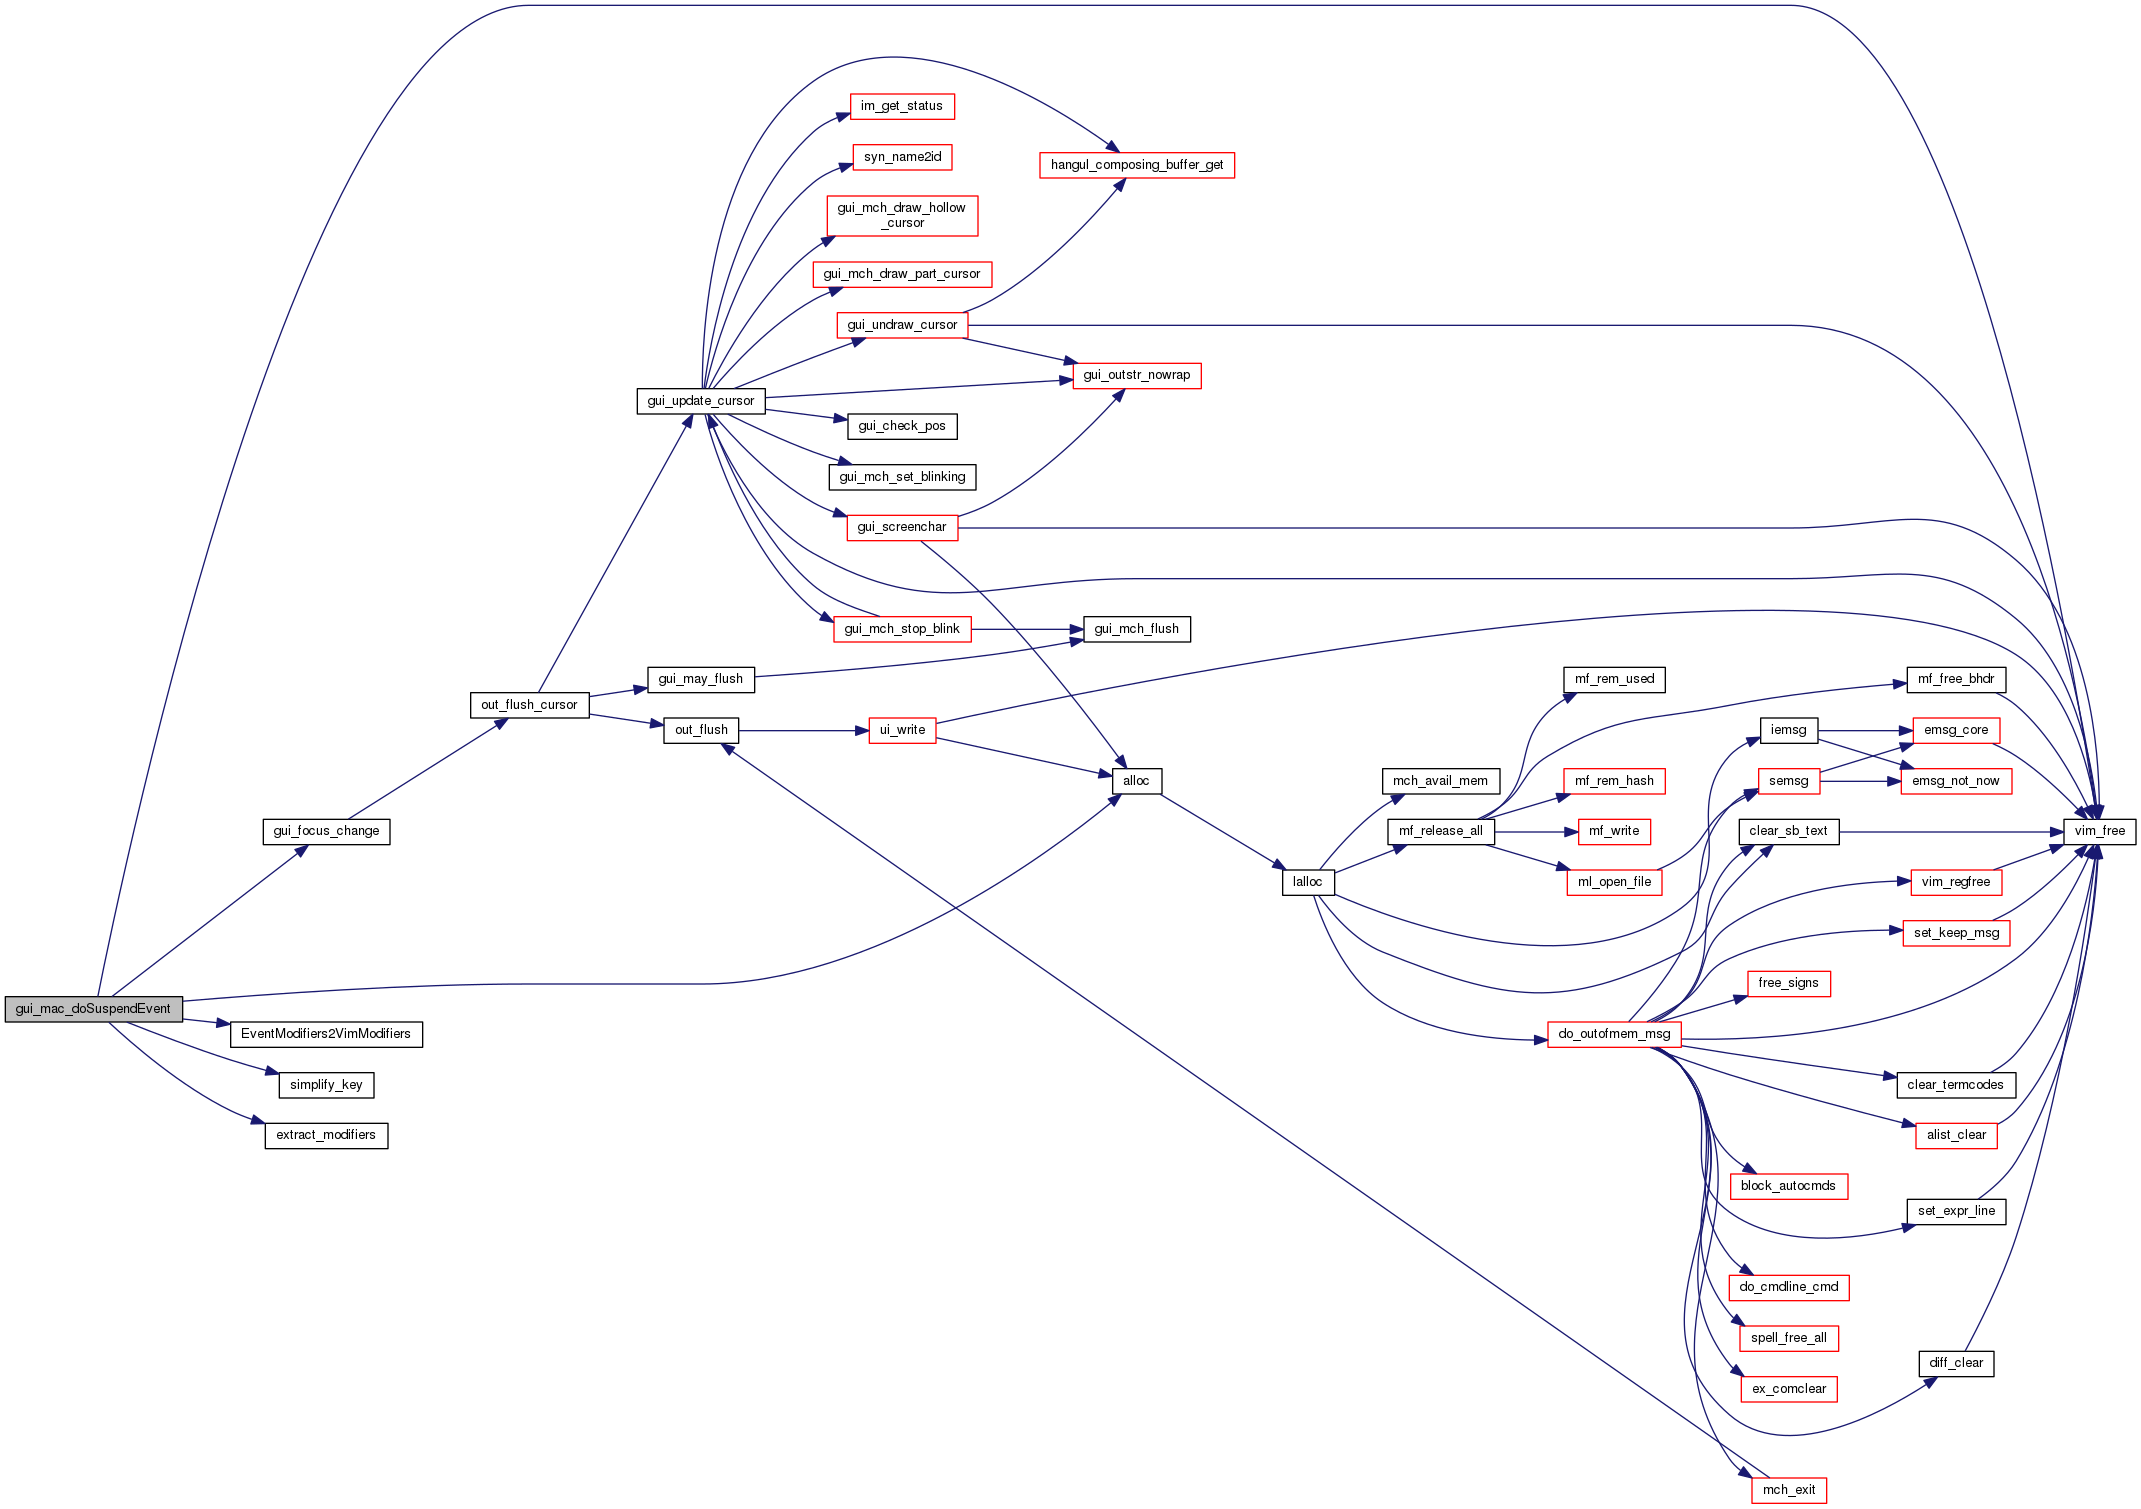 im_get_status
syn_name2id
hangul_composing_buffer_get
gui_mch_draw_hollow
_cursor
gui_mch_draw_part_cursor
gui_undraw_cursor
gui_outstr_nowrap
gui_update_cursor
gui_check_pos
gui_mch_set_blinking
gui_screenchar
gui_mch_stop_blink
gui_mch_flush
gui_may_flush
mf_rem_used
mf_free_bhdr
out_flush_cursor
out_flush
ui_write
iemsg
emsg_core
alloc
mch_avail_mem
mf_rem_hash
semsg
emsg_not_now
gui_focus_change
mf_release_all
mf_write
clear_sb_text
vim_free
lalloc
ml_open_file
vim_regfree
set_keep_msg
free_signs
gui_mac_doSuspendEvent
EventModifiers2VimModifiers
do_outofmem_msg
simplify_key
clear_termcodes
extract_modifiers
alist_clear
block_autocmds
set_expr_line
do_cmdline_cmd
spell_free_all
diff_clear
ex_comclear
mch_exit